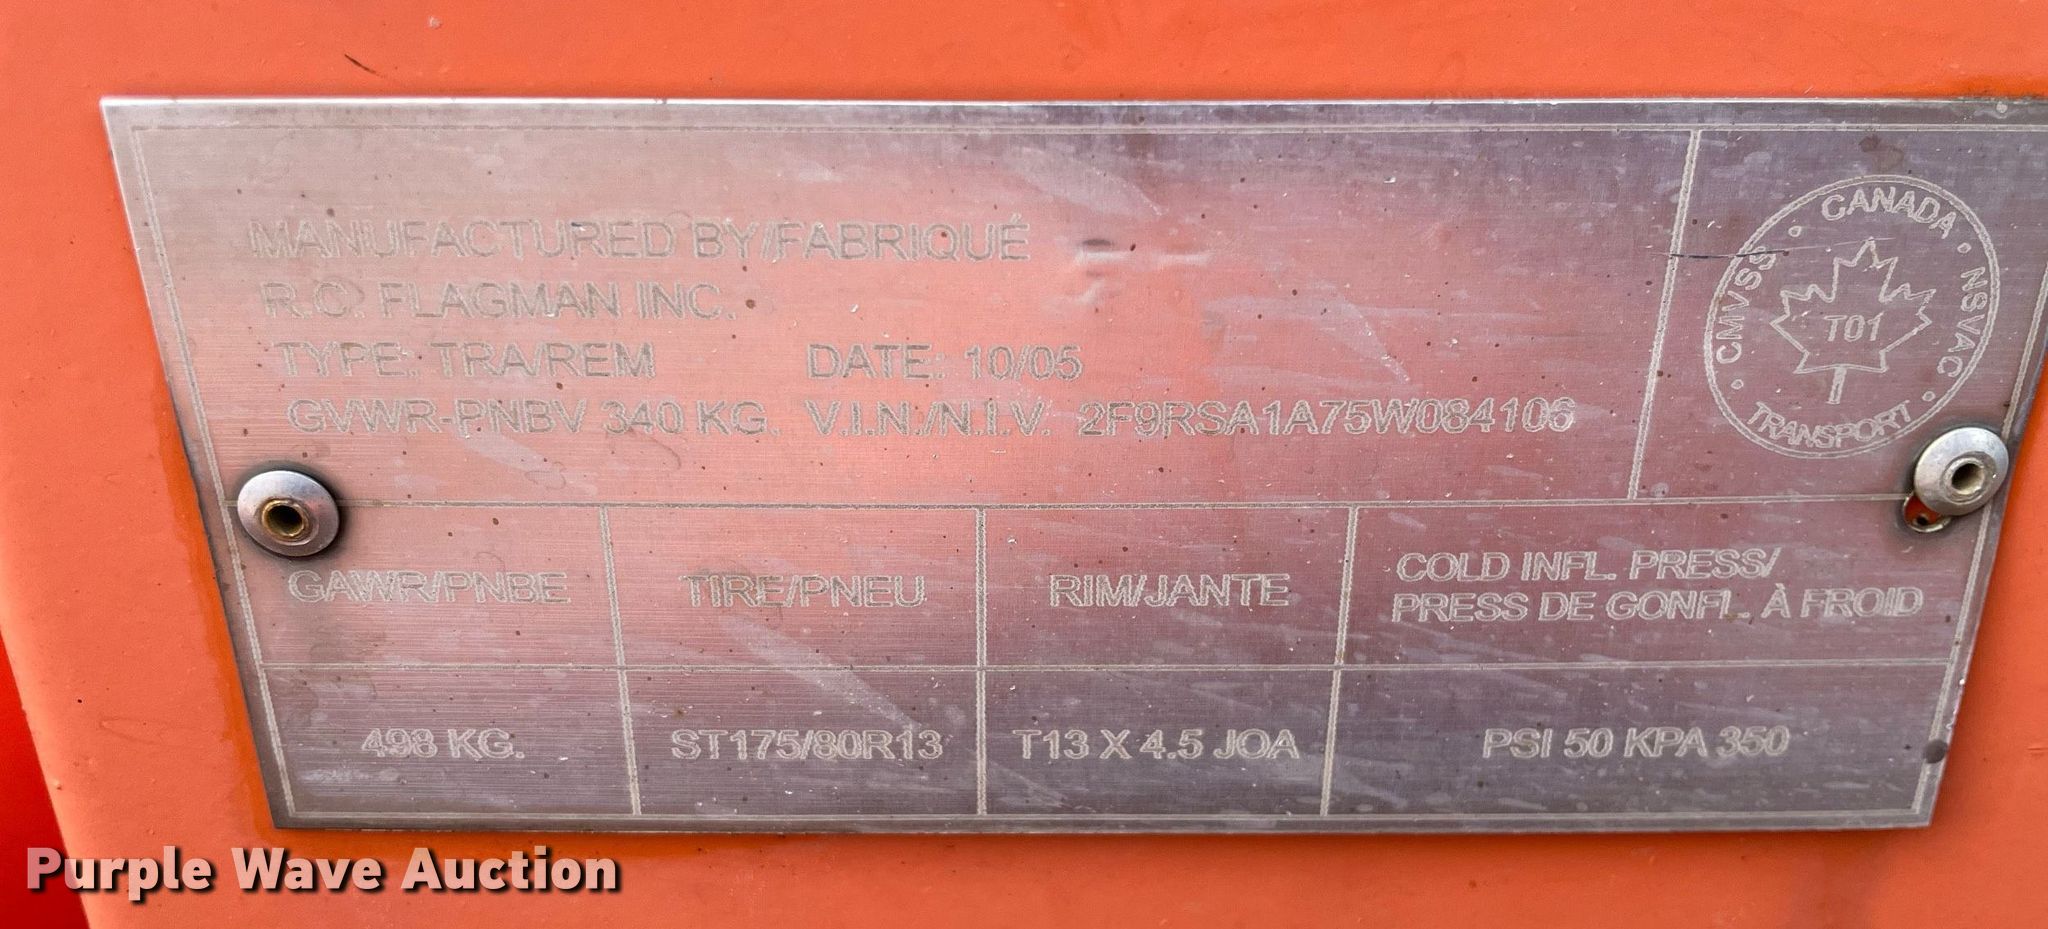 MANUFACTURED BY/FABRIQUÉ
R.C. FLAGMAN INC.
TYPE: TRA/REM DATE: 10/05
GVWR-PNBV 340 KG. V.I.N./N.I.V. 2F9RSA1A75W084106
CANADA · NSVAC · TRANSPORT · CMVSS ·
T01
GAWR/PNBE TIRE/PNEU RIM/JANTE COLD INFL. PRESS/
PRESS DE GONFL. À FROID
498 KG. ST175/80R13 T13 X 4.5 JOA PSI 50 KPA 350
Purple Wave Auction